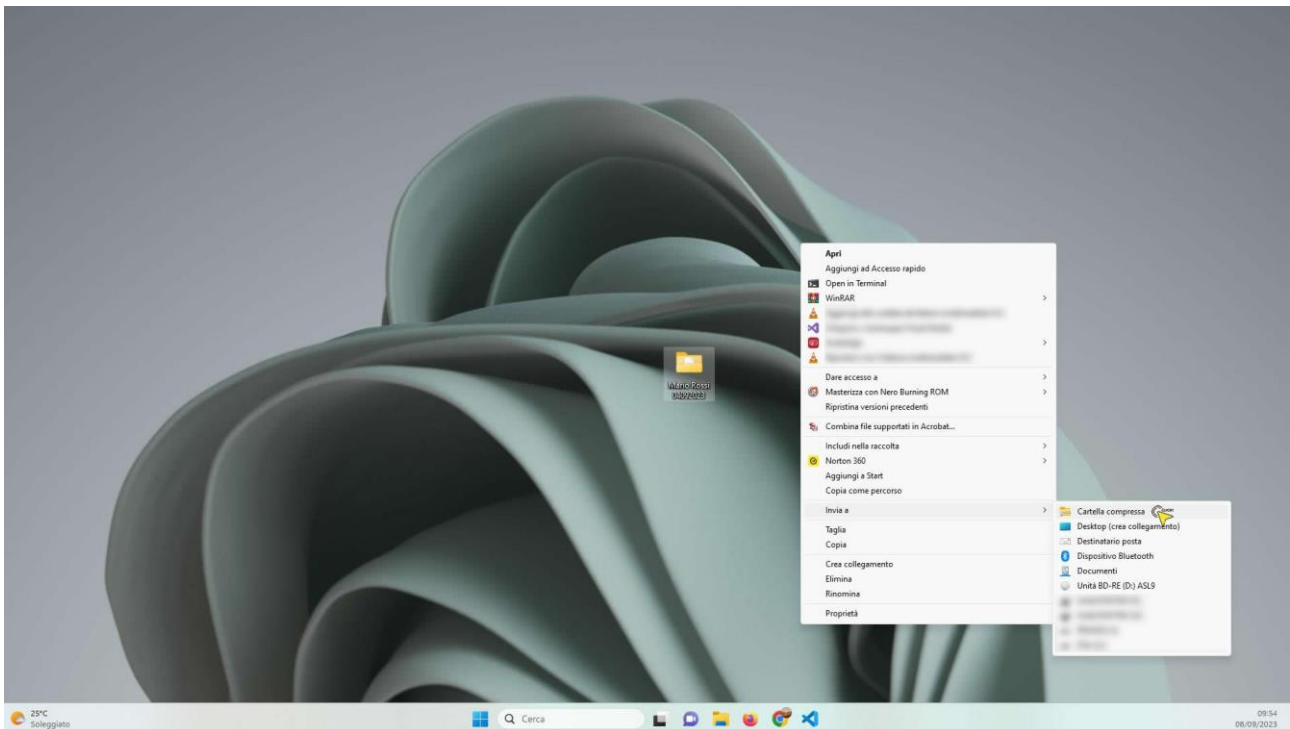 Apri
Aggiungi ad Accesso rapido
Open in Terminal
WinRAR
Dare accesso a
Masterizza con Nero Burning ROM
Ripristina versioni precedenti
Combina file supportati in Acrobat...
Includi nella raccolta
Norton 360
Aggiungi a Start
Copia come percorso
Invia a
Taglia
Copia
Crea collegamento
Elimina
Rinomina
Proprietà
Cartella compressa
Desktop (crea collegamento)
Destinatario posta
Dispositivo Bluetooth
Documenti
Unità BD-RE (D:) ASL9
Mario Rossi
04092023
25°C
Soleggiato
Cerca
09:54
08/09/2023